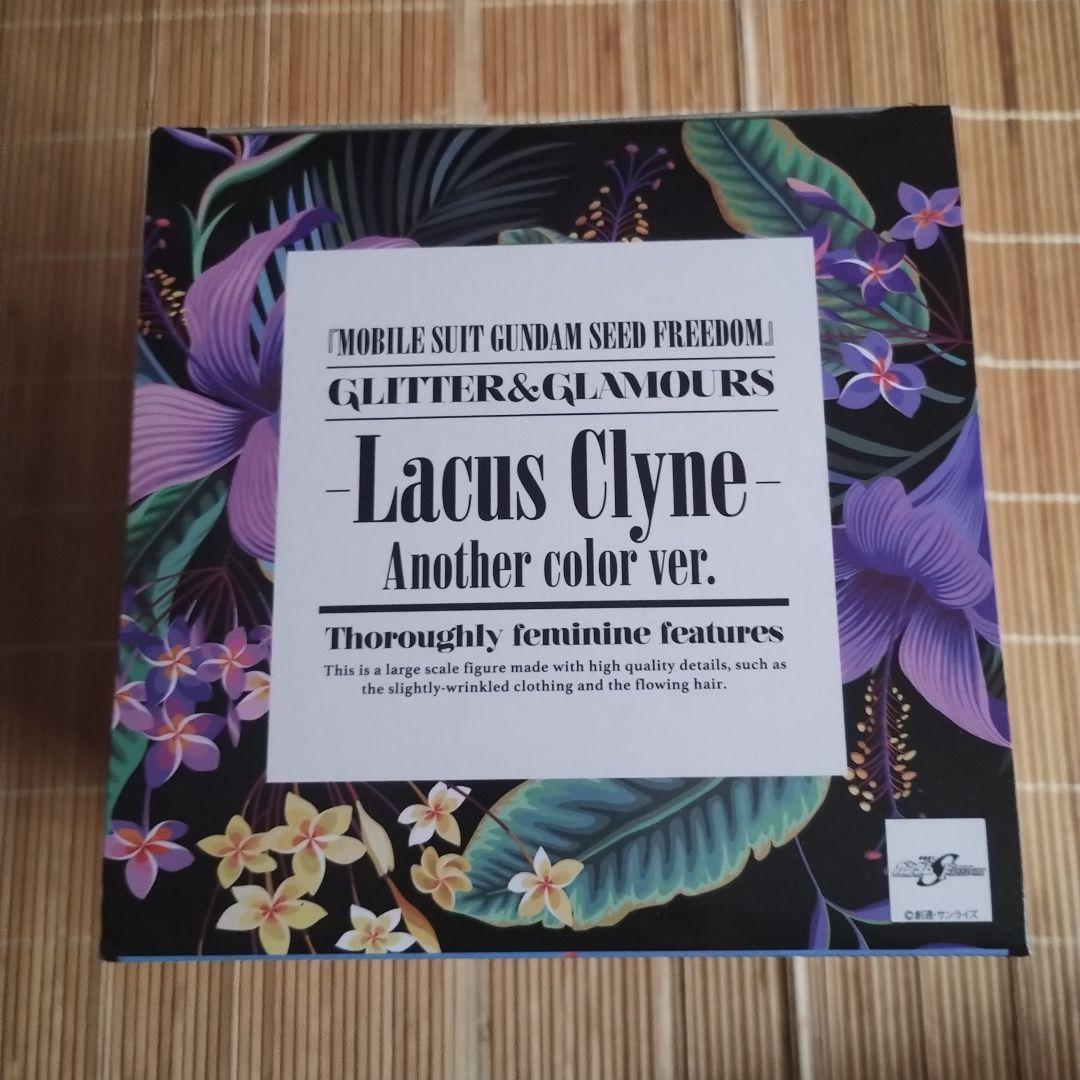 『MOBILE SUIT GUNDAM SEED FREEDOM』
GLITTER&GLAMOURS
-Lacus Clyne-
Another color ver.
Thoroughly feminine features
This is a large scale figure made with high quality details, such as
the slightly-wrinkled clothing and the flowing hair.
©創通・サンライズ